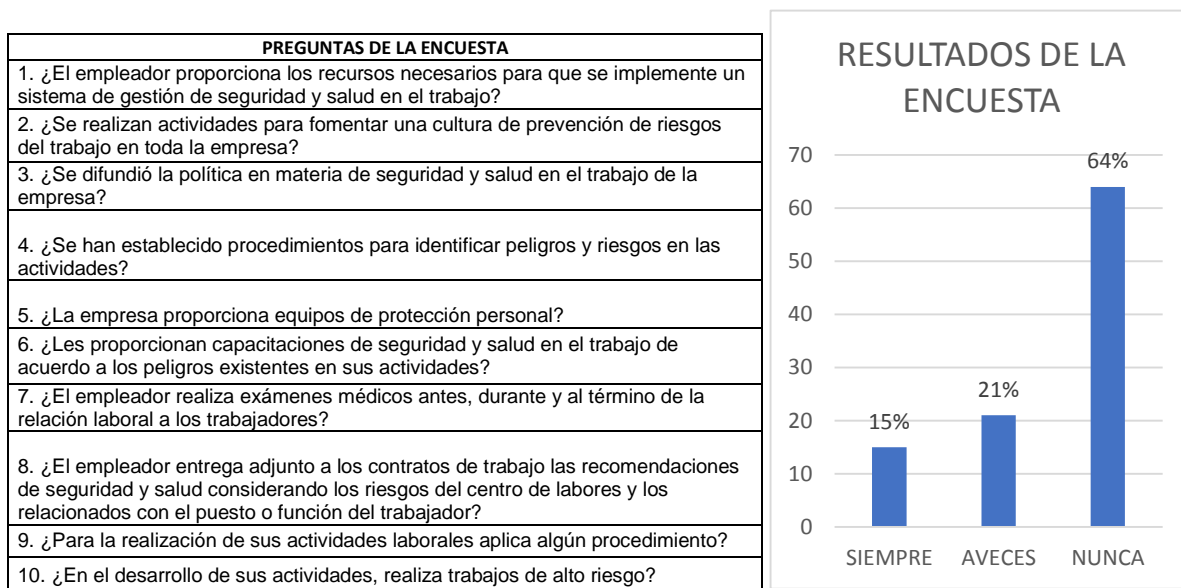 PREGUNTAS DE LA ENCUESTA
1. ¿El empleador proporciona los recursos necesarios para que se implemente un
sistema de gestión de seguridad y salud en el trabajo?
2. ¿Se realizan actividades para fomentar una cultura de prevención de riesgos
del trabajo en toda la empresa?
3. ¿Se difundió la política en materia de seguridad y salud en el trabajo de la
empresa?
4. ¿Se han establecido procedimientos para identificar peligros y riesgos en las
actividades?
5. ¿La empresa proporciona equipos de protección personal?
6. ¿Les proporcionan capacitaciones de seguridad y salud en el trabajo de
acuerdo a los peligros existentes en sus actividades?
7. ¿El empleador realiza exámenes médicos antes, durante y al término de la
relación laboral a los trabajadores?
8. ¿El empleador entrega adjunto a los contratos de trabajo las recomendaciones
de seguridad y salud considerando los riesgos del centro de labores y los
relacionados con el puesto o función del trabajador?
9. ¿Para la realización de sus actividades laborales aplica algún procedimiento?
10. ¿En el desarrollo de sus actividades, realiza trabajos de alto riesgo?
RESULTADOS DE LA
ENCUESTA
70
64%
60
50
40
30
21%
20
15%
10
0
SIEMPRE AVECES NUNCA